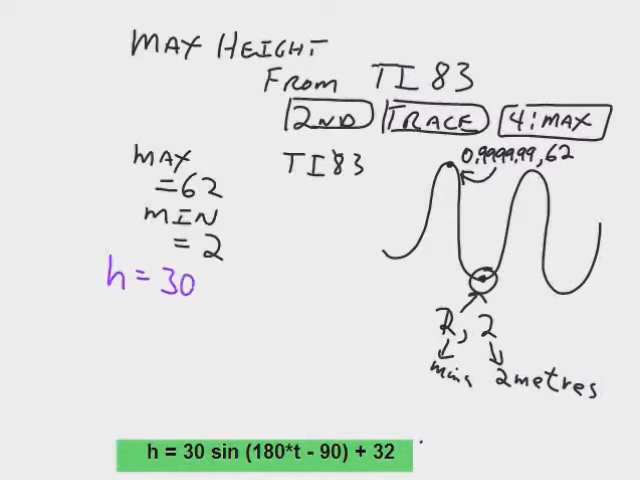 MAX HEIGHT
FROM TI 83
2ND TRACE 4:MAX
TI83
0.999999, 62
MAX
=62
MIN
= 2
h = 30
2, 2
mins 2metres
h = 30 sin (180*t - 90) + 32